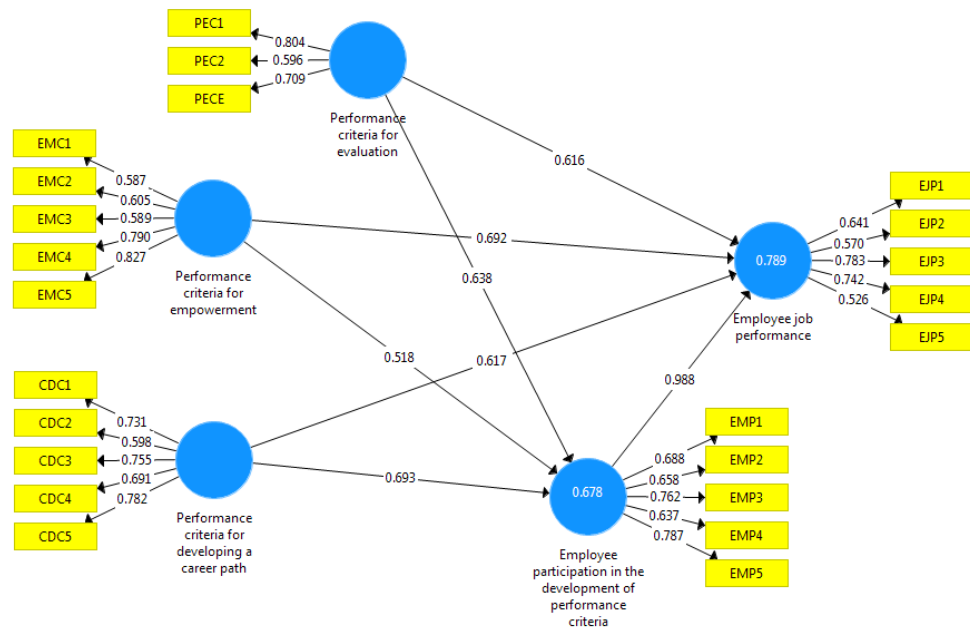 PEC1
0.804
PEC2
0.596
PECE
0.709
Performance
criteria for
evaluation
EMC1
0.587
EMC2
0.605
EMC3
0.589
EMC4
0.790
EMC5
0.827
Performance
criteria for
empowerment
0.616
0.692
0.638
0.518
0.617
0.988
0.693
EJP1
0.641
EJP2
0.570
EJP3
0.783
EJP4
0.742
EJP5
0.526
0.789
Employee job
performance
CDC1
0.731
CDC2
0.598
CDC3
0.755
CDC4
0.691
CDC5
0.782
Performance
criteria for
developing a
career path
EMP1
0.688
EMP2
0.658
EMP3
0.762
EMP4
0.637
EMP5
0.787
0.678
Employee
participation in the
development of
performance
criteria